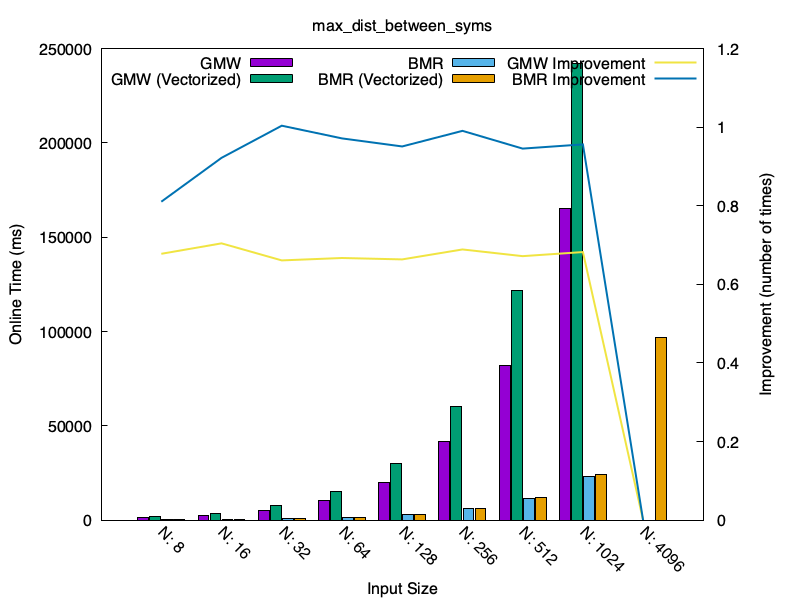 max_dist_between_syms
GMW BMR GMW Improvement
GMW (Vectorized) BMR (Vectorized) BMR Improvement
250000
200000
150000
100000
50000
0
1.2
1
0.8
0.6
0.4
0.2
0
Online Time (ms)
Improvement (number of times)
N: 8
N: 16
N: 32
N: 64
N: 128
N: 256
N: 512
N: 1024
N: 4096
Input Size